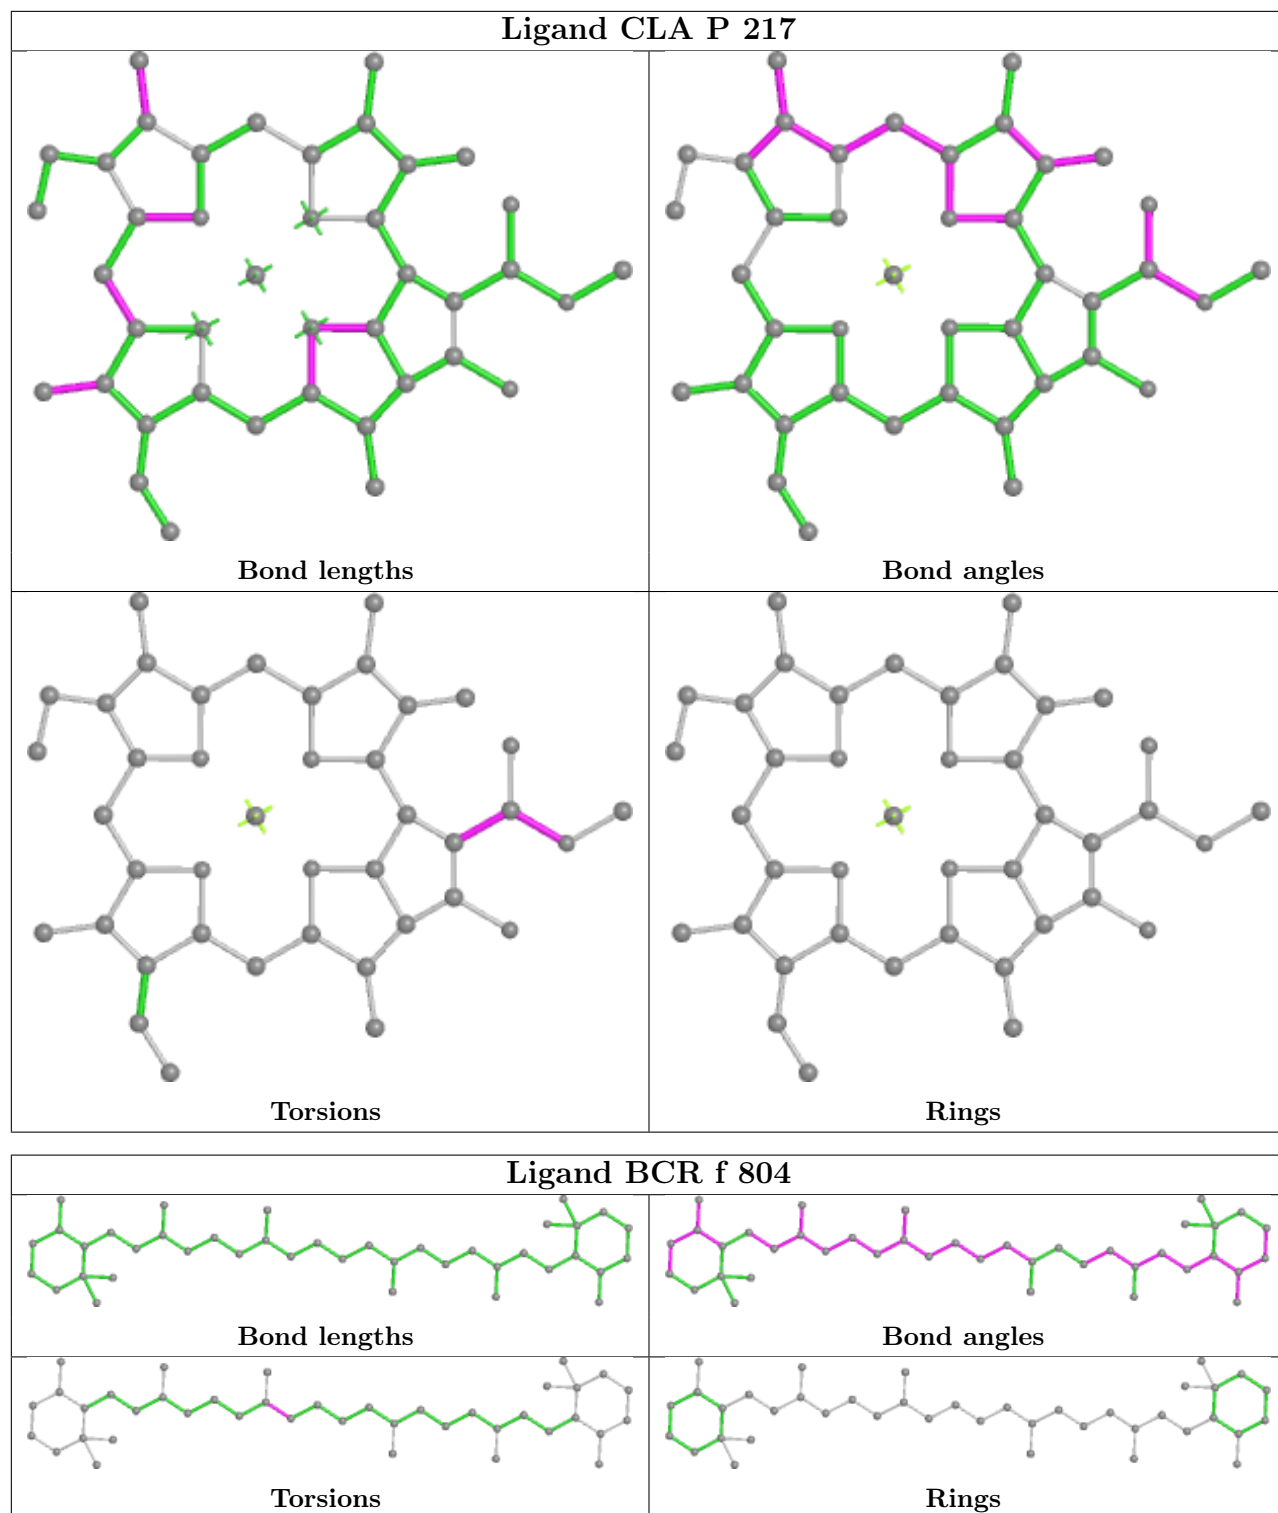 Ligand CLA P 217
Bond lengths
Bond angles
Torsions
Rings
Ligand BCR f 804
Bond lengths
Bond angles
Torsions
Rings